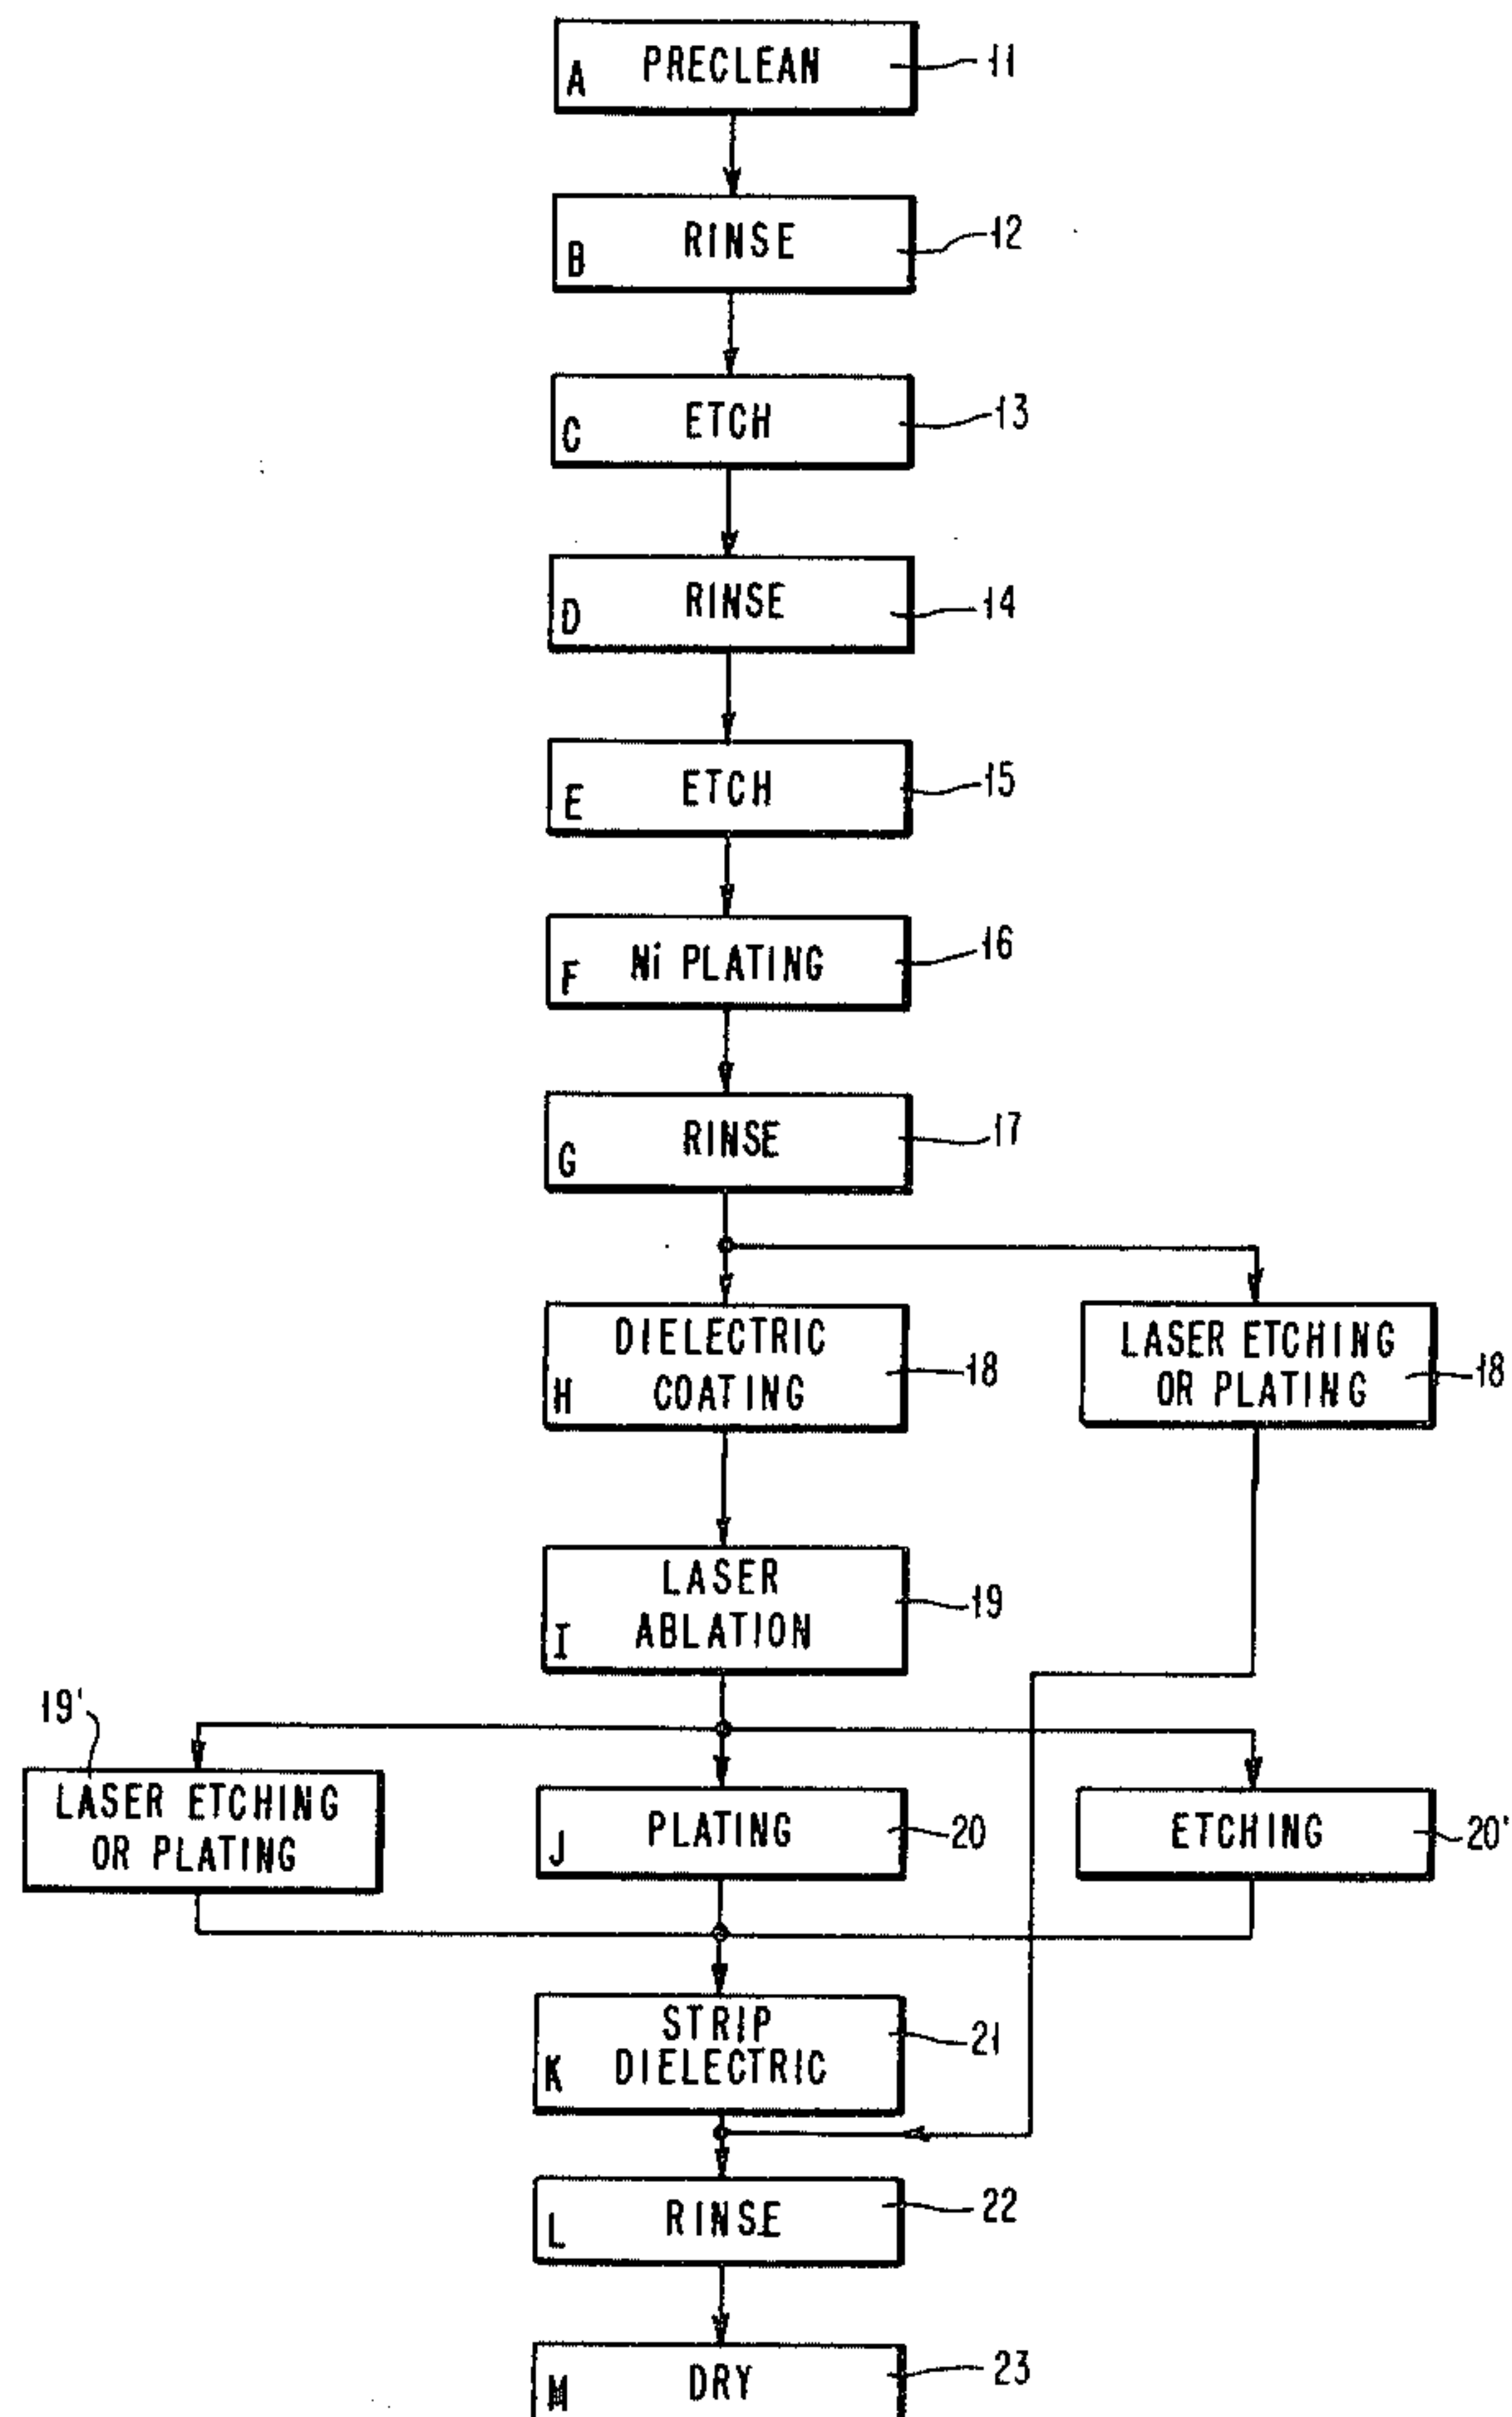 PRECLEAN
A
11
RINSE
B
12
ETCH
C
13
RINSE
D
14
ETCH
E
15
Ni PLATING
F
16
RINSE
G
17
DIELECTRIC
COATING
H
18
LASER ETCHING
OR PLATING
18
LASER
ABLATION
I
19
19'
LASER ETCHING
OR PLATING
PLATING
J
20
ETCHING
20'
STRIP
DIELECTRIC
K
21
RINSE
L
22
DRY
M
23